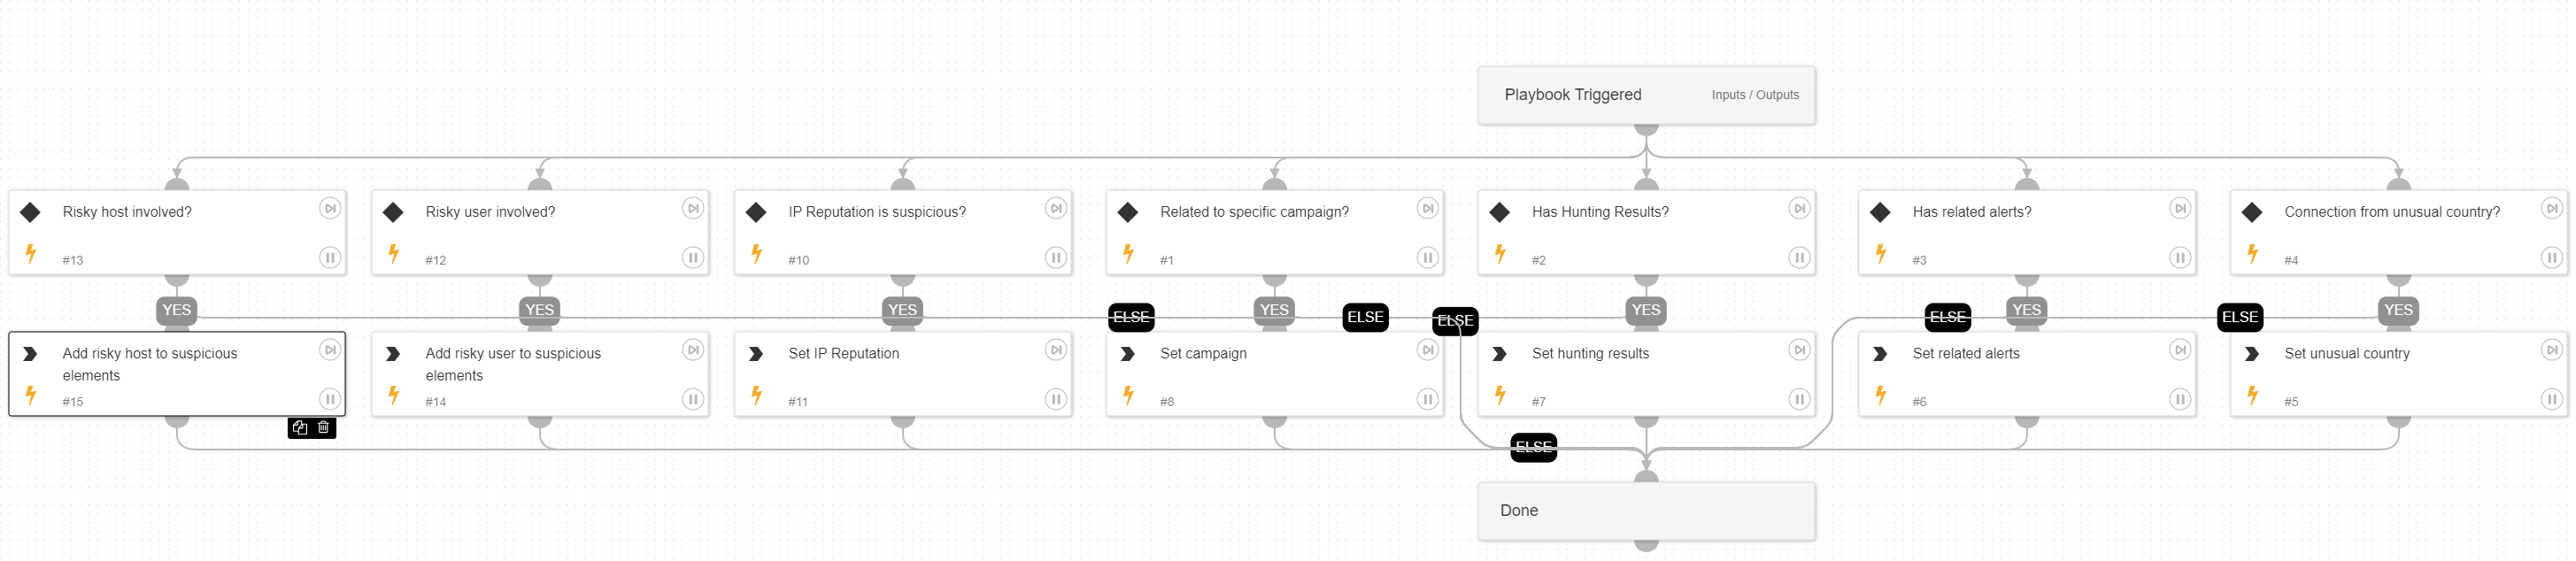 Playbook Triggered
Inputs / Outputs
Risky host involved?
#13
Risky user involved?
#12
IP Reputation is suspicious?
#10
Related to specific campaign?
#1
Has Hunting Results?
#2
Has related alerts?
#3
Connection from unusual country?
#4
YES
YES
YES
ELSE
YES
ELSE
ELSE
YES
ELSE
YES
ELSE
YES
Add risky host to suspicious
elements
#15
Add risky user to suspicious
elements
#14
Set IP Reputation
#11
Set campaign
#8
Set hunting results
#7
Set related alerts
#6
Set unusual country
#5
ELSE
Done